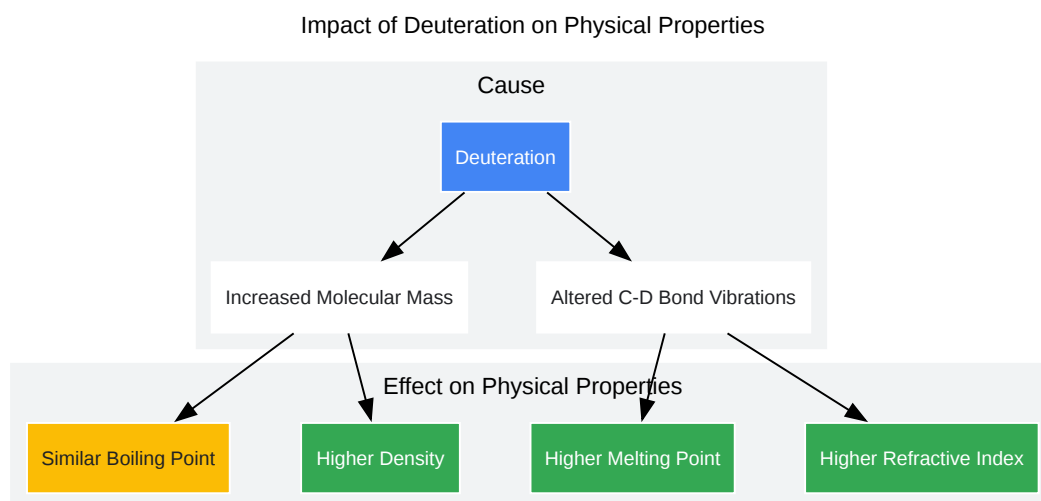 Impact of Deuteration on Physical Properties
Cause
Deuteration
Increased Molecular Mass
Altered C-D Bond Vibrations
Effect on Physical Properties
Similar Boiling Point
Higher Density
Higher Melting Point
Higher Refractive Index